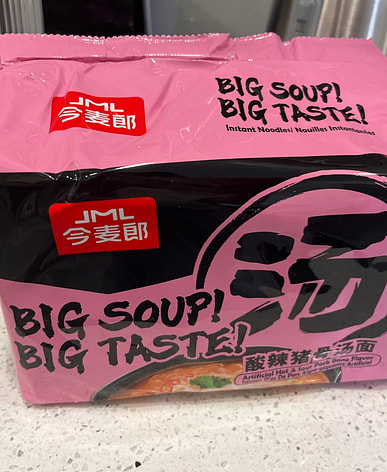 JML
今麦郎
BIG SOUP!
BIG TASTE!
Instant Noodles/ Nouilles Instantanées
JML
今麦郎
汤
BIG SOUP!
BIG TASTE!
酸辣猪骨汤面
Artificial Hot & Sour Pork Bone Flavor